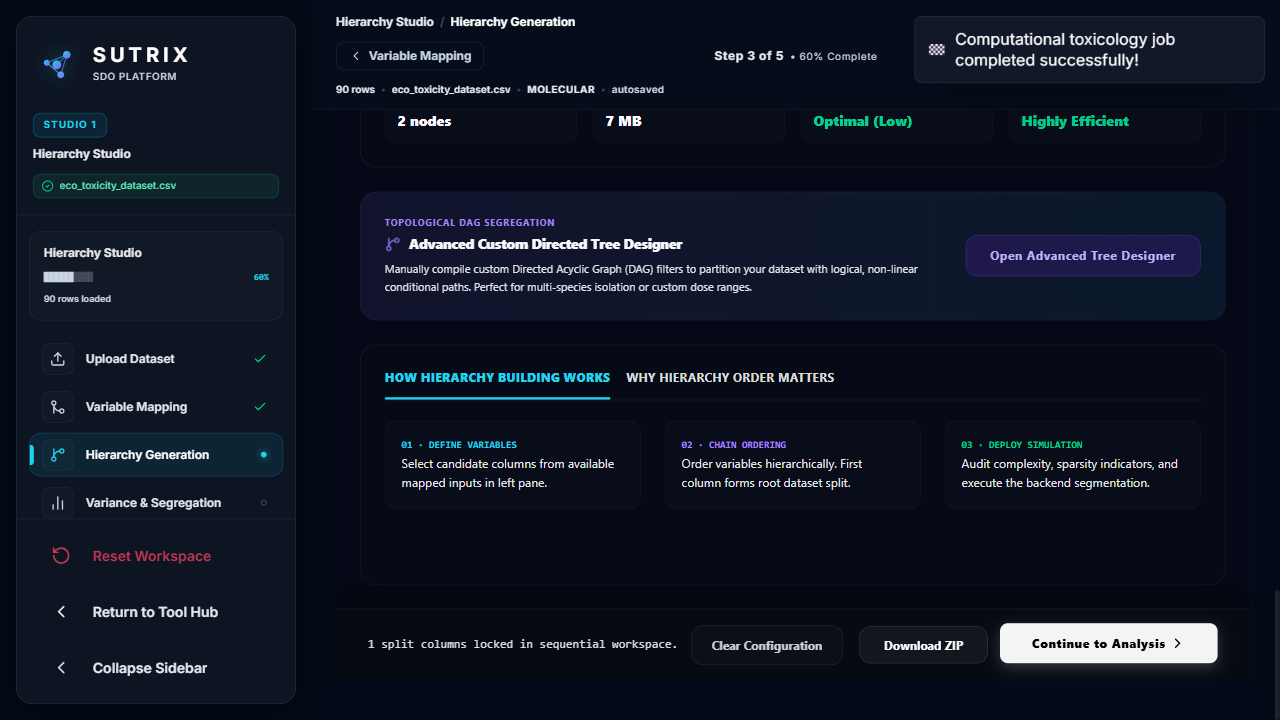 SUTRIX
SDO PLATFORM
STUDIO 1
Hierarchy Studio
eco_toxicity_dataset.csv
Hierarchy Studio
60%
90 rows loaded
Upload Dataset
Variable Mapping
Hierarchy Generation
Variance & Segregation
Reset Workspace
Return to Tool Hub
Collapse Sidebar
Hierarchy Studio / Hierarchy Generation
Variable Mapping
Step 3 of 5 • 60% Complete
90 rows • eco_toxicity_dataset.csv • MOLECULAR • autosaved
Computational toxicology job
completed successfully!
2 nodes
7 MB
Optimal (Low)
Highly Efficient
TOPOLOGICAL DAG SEGREGATION
Advanced Custom Directed Tree Designer
Manually compile custom Directed Acyclic Graph (DAG) filters to partition your dataset with logical, non-linear
conditional paths. Perfect for multi-species isolation or custom dose ranges.
Open Advanced Tree Designer
HOW HIERARCHY BUILDING WORKS
WHY HIERARCHY ORDER MATTERS
01 · DEFINE VARIABLES
Select candidate columns from available
mapped inputs in left pane.
02 · CHAIN ORDERING
Order variables hierarchically. First
column forms root dataset split.
03 · DEPLOY SIMULATION
Audit complexity, sparsity indicators, and
execute the backend segmentation.
1 split columns locked in sequential workspace.
Clear Configuration
Download ZIP
Continue to Analysis